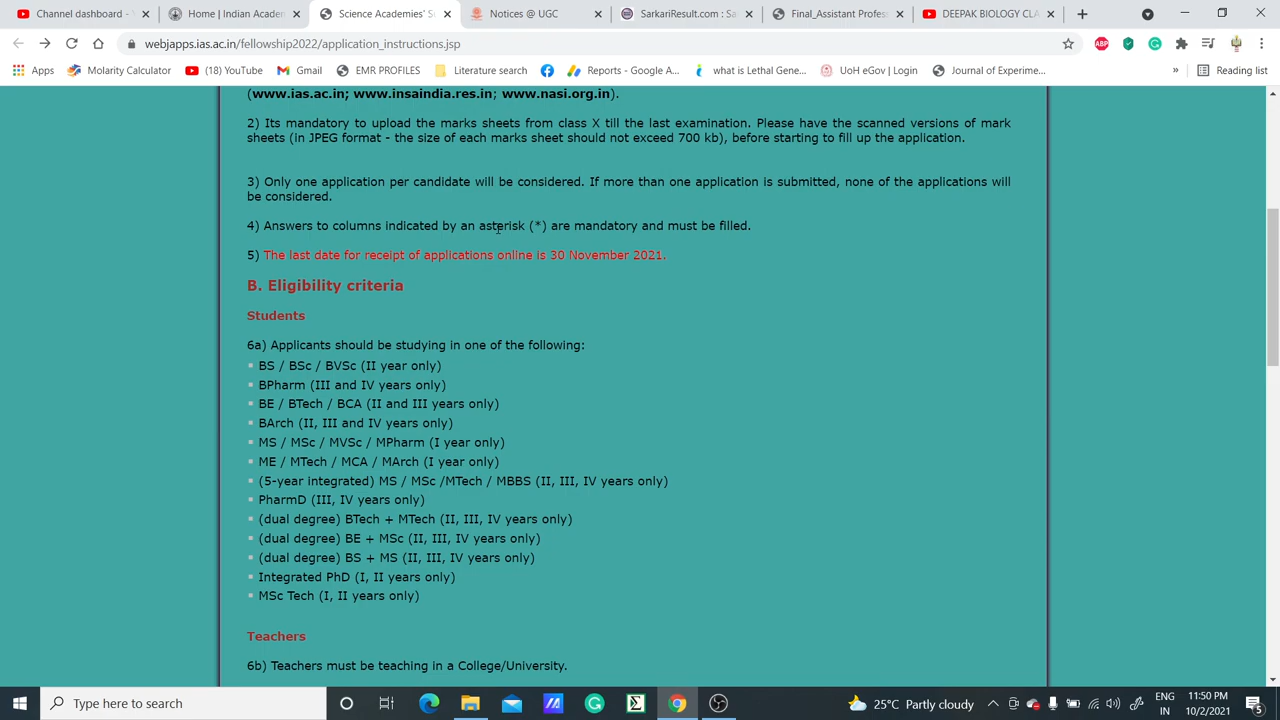 Channel dashboard - Y
Home | Indian Academ
Science Academies' Su
Notices @ UGC
SarkariResult.com : Sa
Final_Assistant Profes
DEEPAK BIOLOGY CLA
webjapps.ias.ac.in/fellowship2022/application_instructions.jsp
ABP
Apps
Molarity Calculator
(18) YouTube
Gmail
EMR PROFILES
Literature search
Reports - Google A...
what is Lethal Gene...
UoH eGov | Login
Journal of Experime...
»
Reading list
(www.ias.ac.in; www.insaindia.res.in; www.nasi.org.in).
2) Its mandatory to upload the marks sheets from class X till the last examination. Please have the scanned versions of mark
sheets (in JPEG format - the size of each marks sheet should not exceed 700 kb), before starting to fill up the application.
3) Only one application per candidate will be considered. If more than one application is submitted, none of the applications will
be considered.
4) Answers to columns indicated by an asterisk (*) are mandatory and must be filled.
5) The last date for receipt of applications online is 30 November 2021.
B. Eligibility criteria
Students
6a) Applicants should be studying in one of the following:
BS / BSc / BVSc (II year only)
BPharm (III and IV years only)
BE / BTech / BCA (II and III years only)
BArch (II, III and IV years only)
MS / MSc / MVSc / MPharm (I year only)
ME / MTech / MCA / MArch (I year only)
(5-year integrated) MS / MSc /MTech / MBBS (II, III, IV years only)
PharmD (III, IV years only)
(dual degree) BTech + MTech (II, III, IV years only)
(dual degree) BE + MSc (II, III, IV years only)
(dual degree) BS + MS (II, III, IV years only)
Integrated PhD (I, II years only)
MSc Tech (I, II years only)
Teachers
6b) Teachers must be teaching in a College/University.
Type here to search
25°C Partly cloudy
ENG
IN
11:50 PM
10/2/2021
5